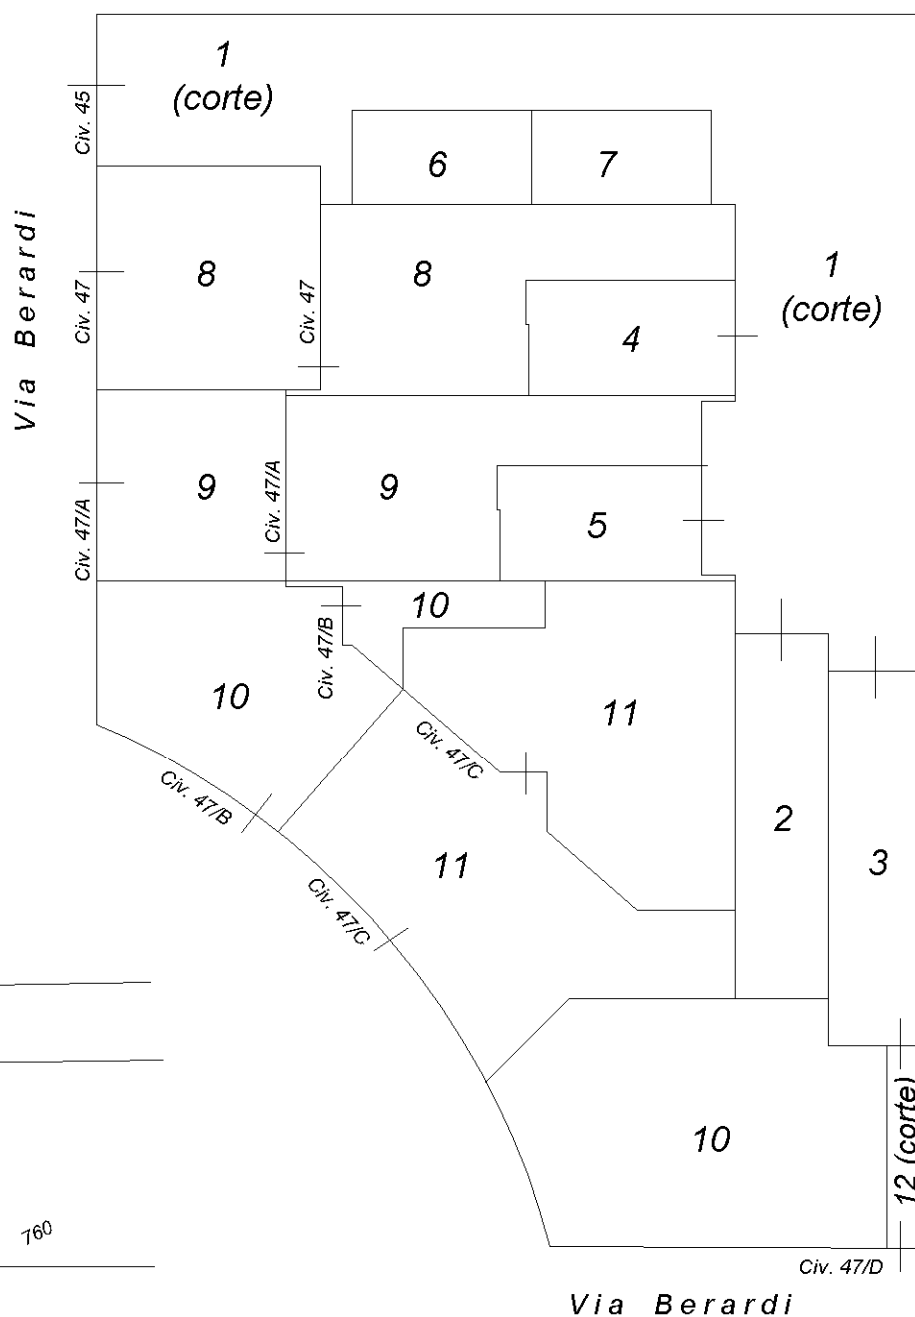 1
(corte)
Civ. 45
6
7
Via Berardi
8
8
1
(corte)
Civ. 47
Civ. 47
4
9
9
Civ. 47/A
Civ. 47/A
5
10
Civ. 47/B
10
11
Civ. 47/C
Civ. 47/B
2
11
3
Civ. 47/C
10
12 (corte)
760
Civ. 47/D
Via Berardi